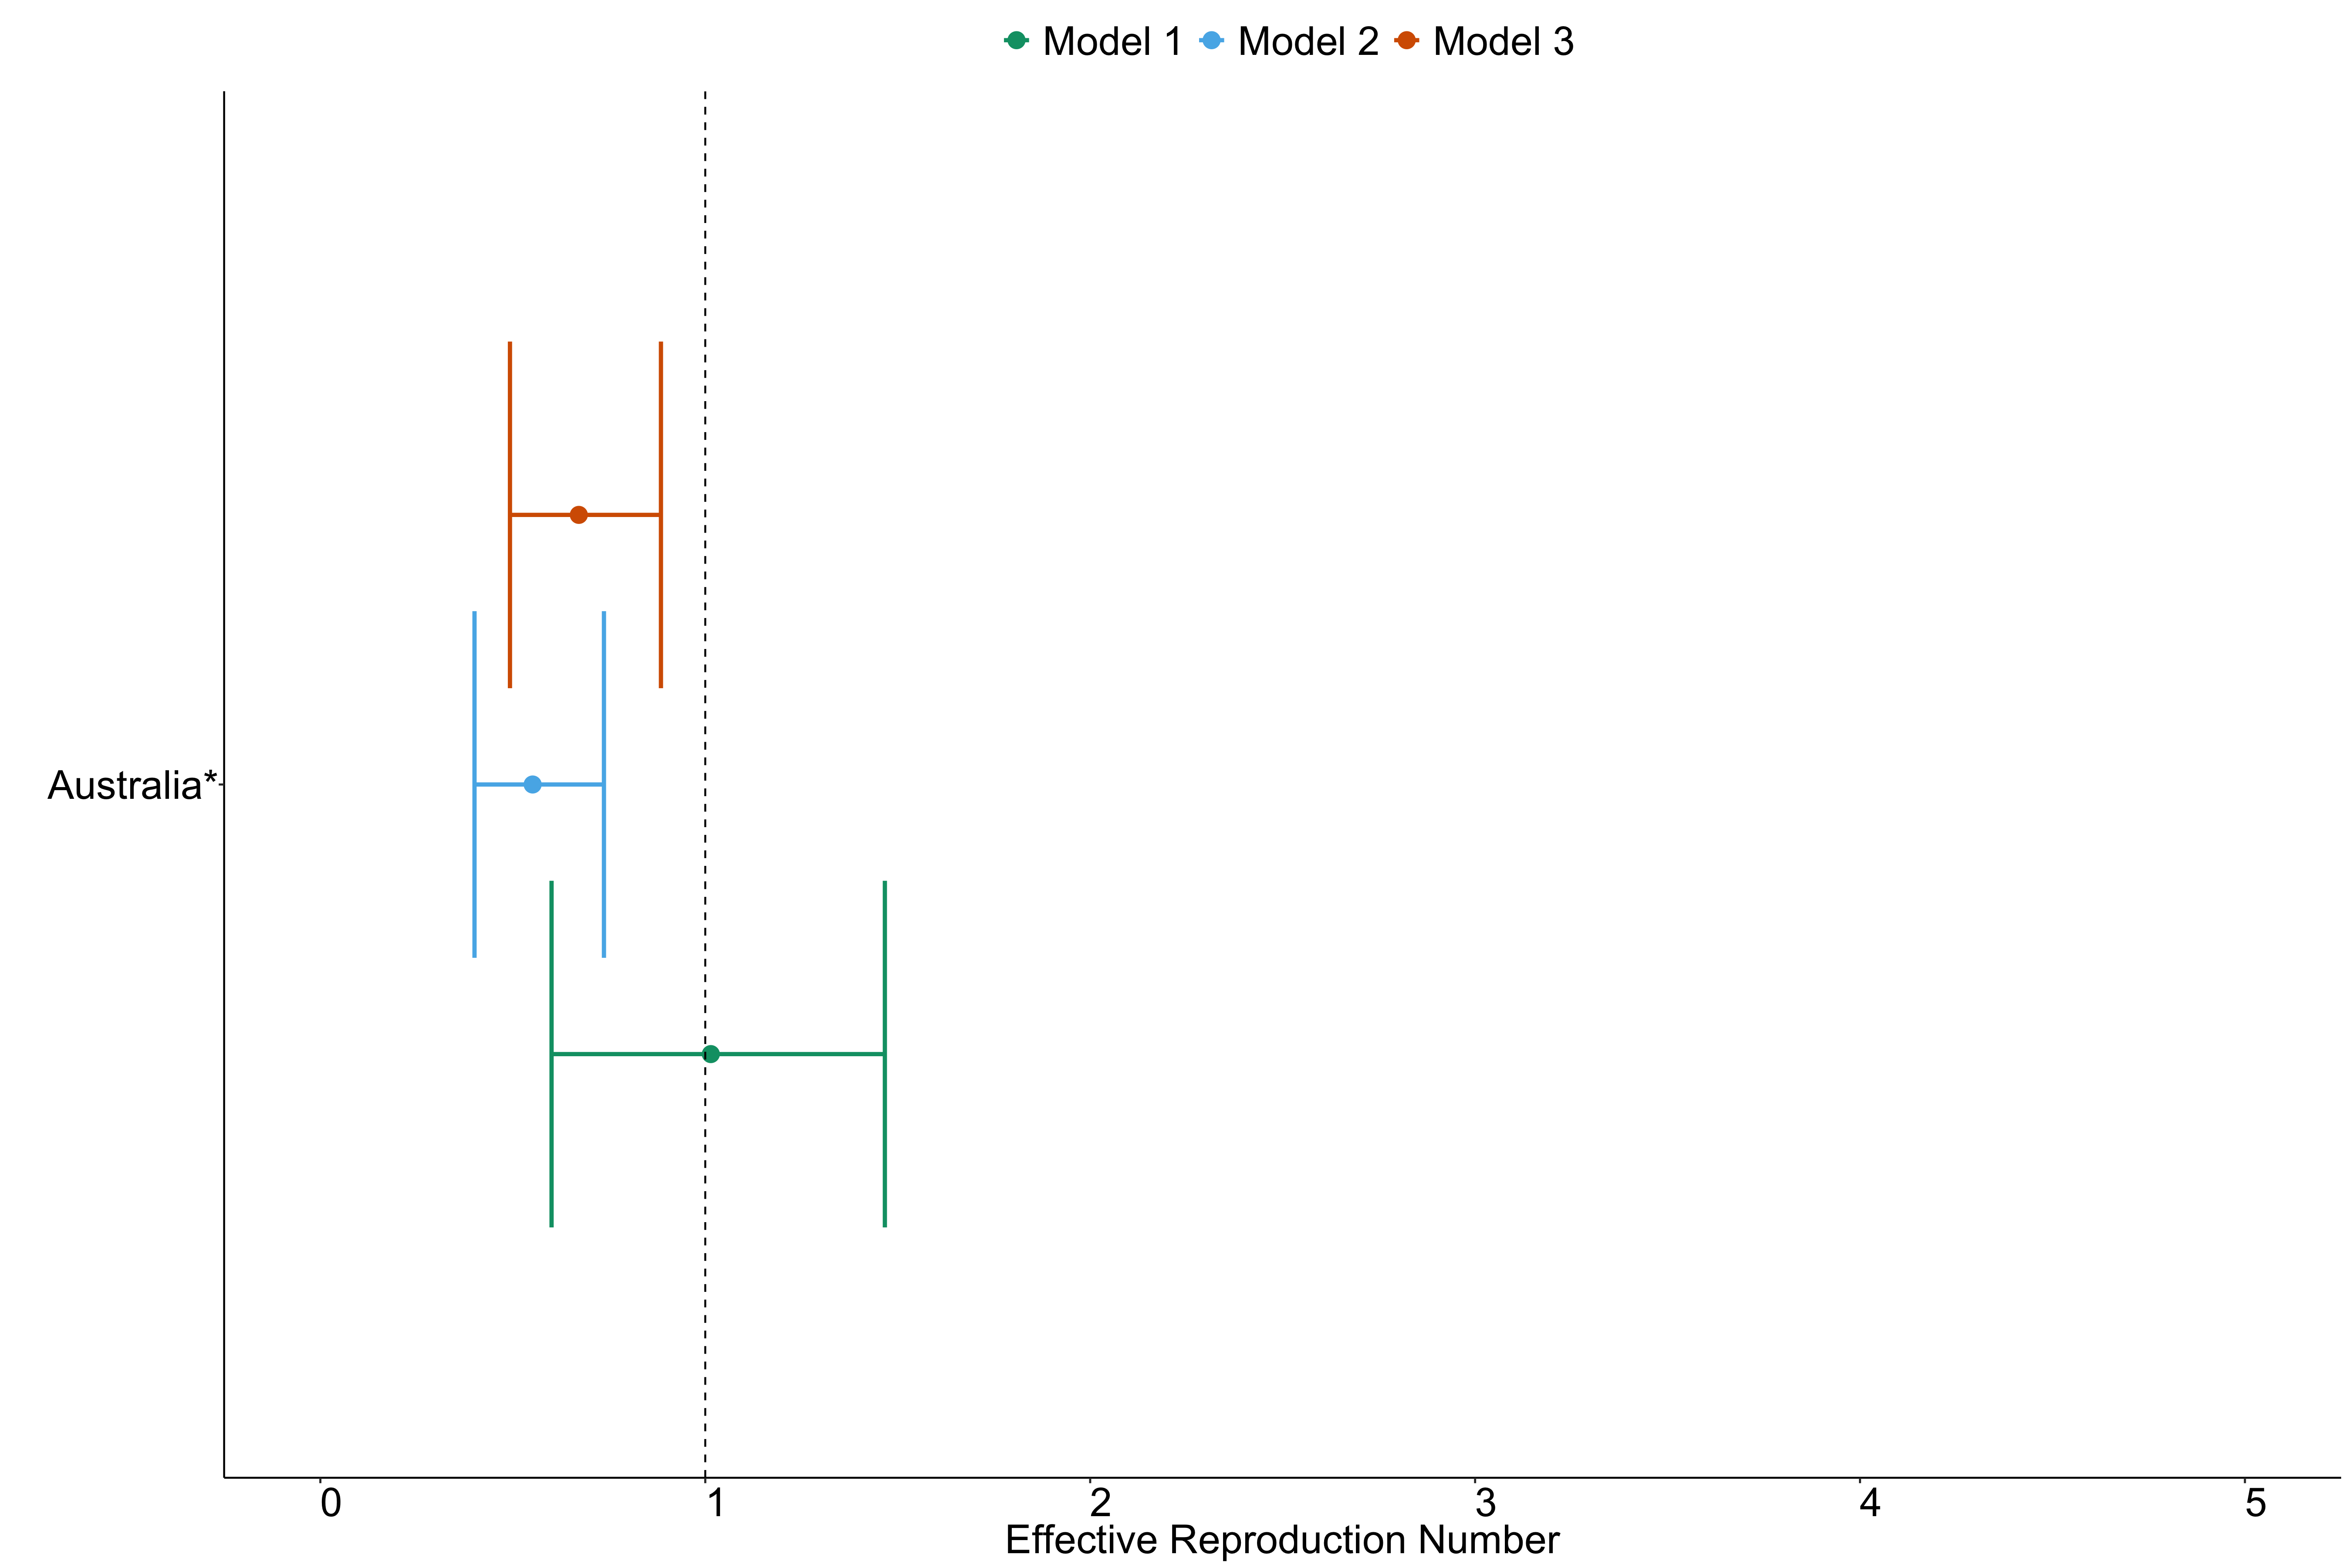 Model 1 Model 2 Model 3
Australia*
0 1 2 3 4 5
Effective Reproduction Number